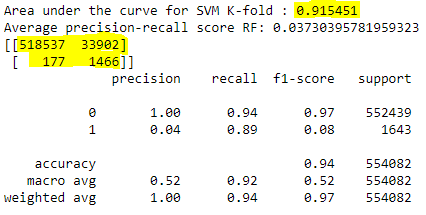 Area under the curve for SVM K-fold : 0.915451
Average precision-recall score RF: 0.03730395781959323
[[518537 33902]
[ 177 1466]]
precision recall f1-score support
0 1.00 0.94 0.97 552439
1 0.04 0.89 0.08 1643
accuracy 0.94 554082
macro avg 0.52 0.92 0.52 554082
weighted avg 1.00 0.94 0.97 554082